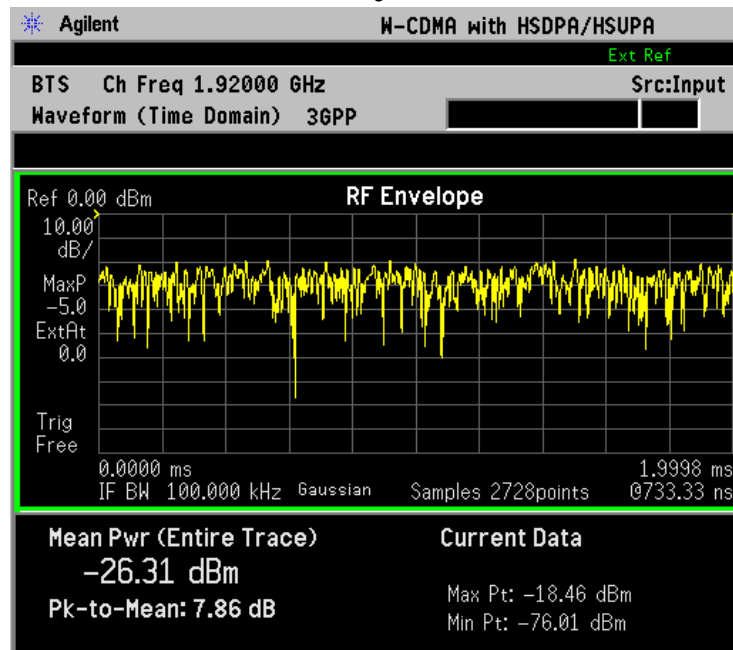 Agilent W-CDMA with HSDPA/HSUPA
Ext Ref
BTS Ch Freq 1.92000 GHz Src:Input
Waveform (Time Domain) 3GPP
Ref 0.00 dBm RF Envelope
10.00
dB/
MaxP
-5.0
ExtAt
0.0
Trig
Free
0.0000 ms 1.9998 ms
IF BW 100.000 kHz Gaussian Samples 2728points @733.33 ns
Mean Pwr (Entire Trace) Current Data
-26.31 dBm
Max Pt: -18.46 dBm
Pk-to-Mean: 7.86 dB
Min Pt: -76.01 dBm